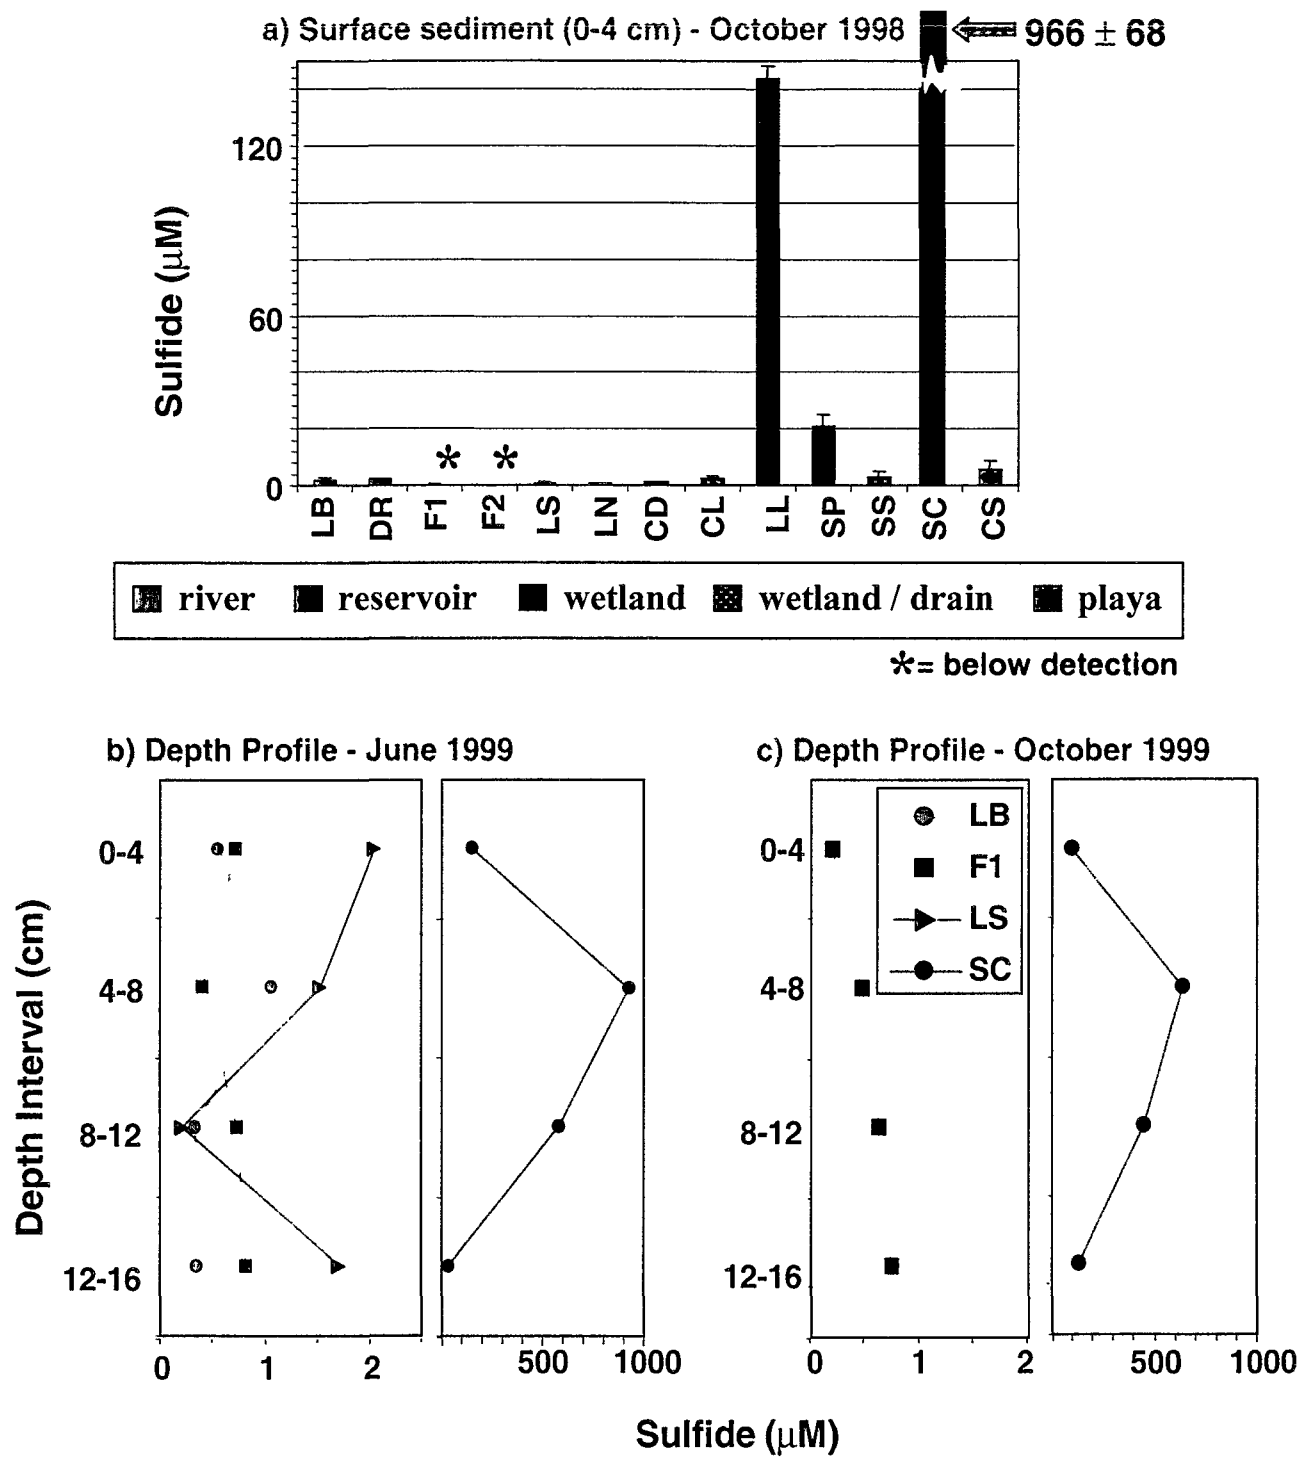 a) Surface sediment (0-4 cm) - October 1998
966 ± 68
Sulfide (μM)
120
60
0
LB DR F1 F2 LS LN CD CL LL SP SS SC CS
* *
river reservoir wetland wetland / drain playa
*= below detection
b) Depth Profile - June 1999
c) Depth Profile - October 1999
Depth Interval (cm)
0-4
4-8
8-12
12-16
0 1 2
500 1000
0-4
4-8
8-12
12-16
LB
F1
LS
SC
0 1 2
500 1000
Sulfide (μM)